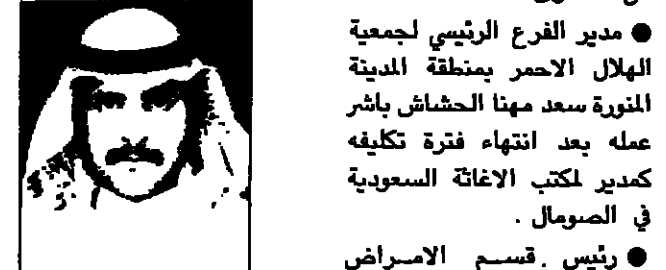 ● مدير الفرع الرئيسي لجمعية
الهلال الاحمر بمنطقة المدينة
المنورة سعد مهنا الحشاش باشر
عمله بعد انتهاء فترة تكليفه
كمدير لمكتب الاغاثة السعودية
في الصومال .
● رئيس قسم الامراض